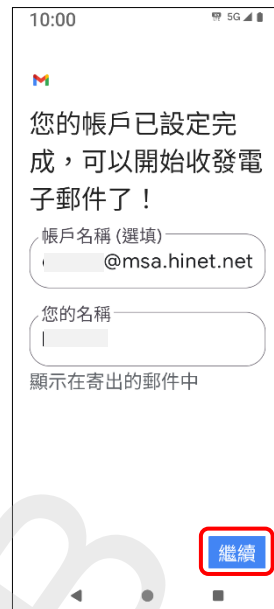 10:00 5G
您的帳戶已設定完
成，可以開始收發電
子郵件了！
帳戶名稱 (選填)
@msa.hinet.net
您的名稱
顯示在寄出的郵件中
繼續